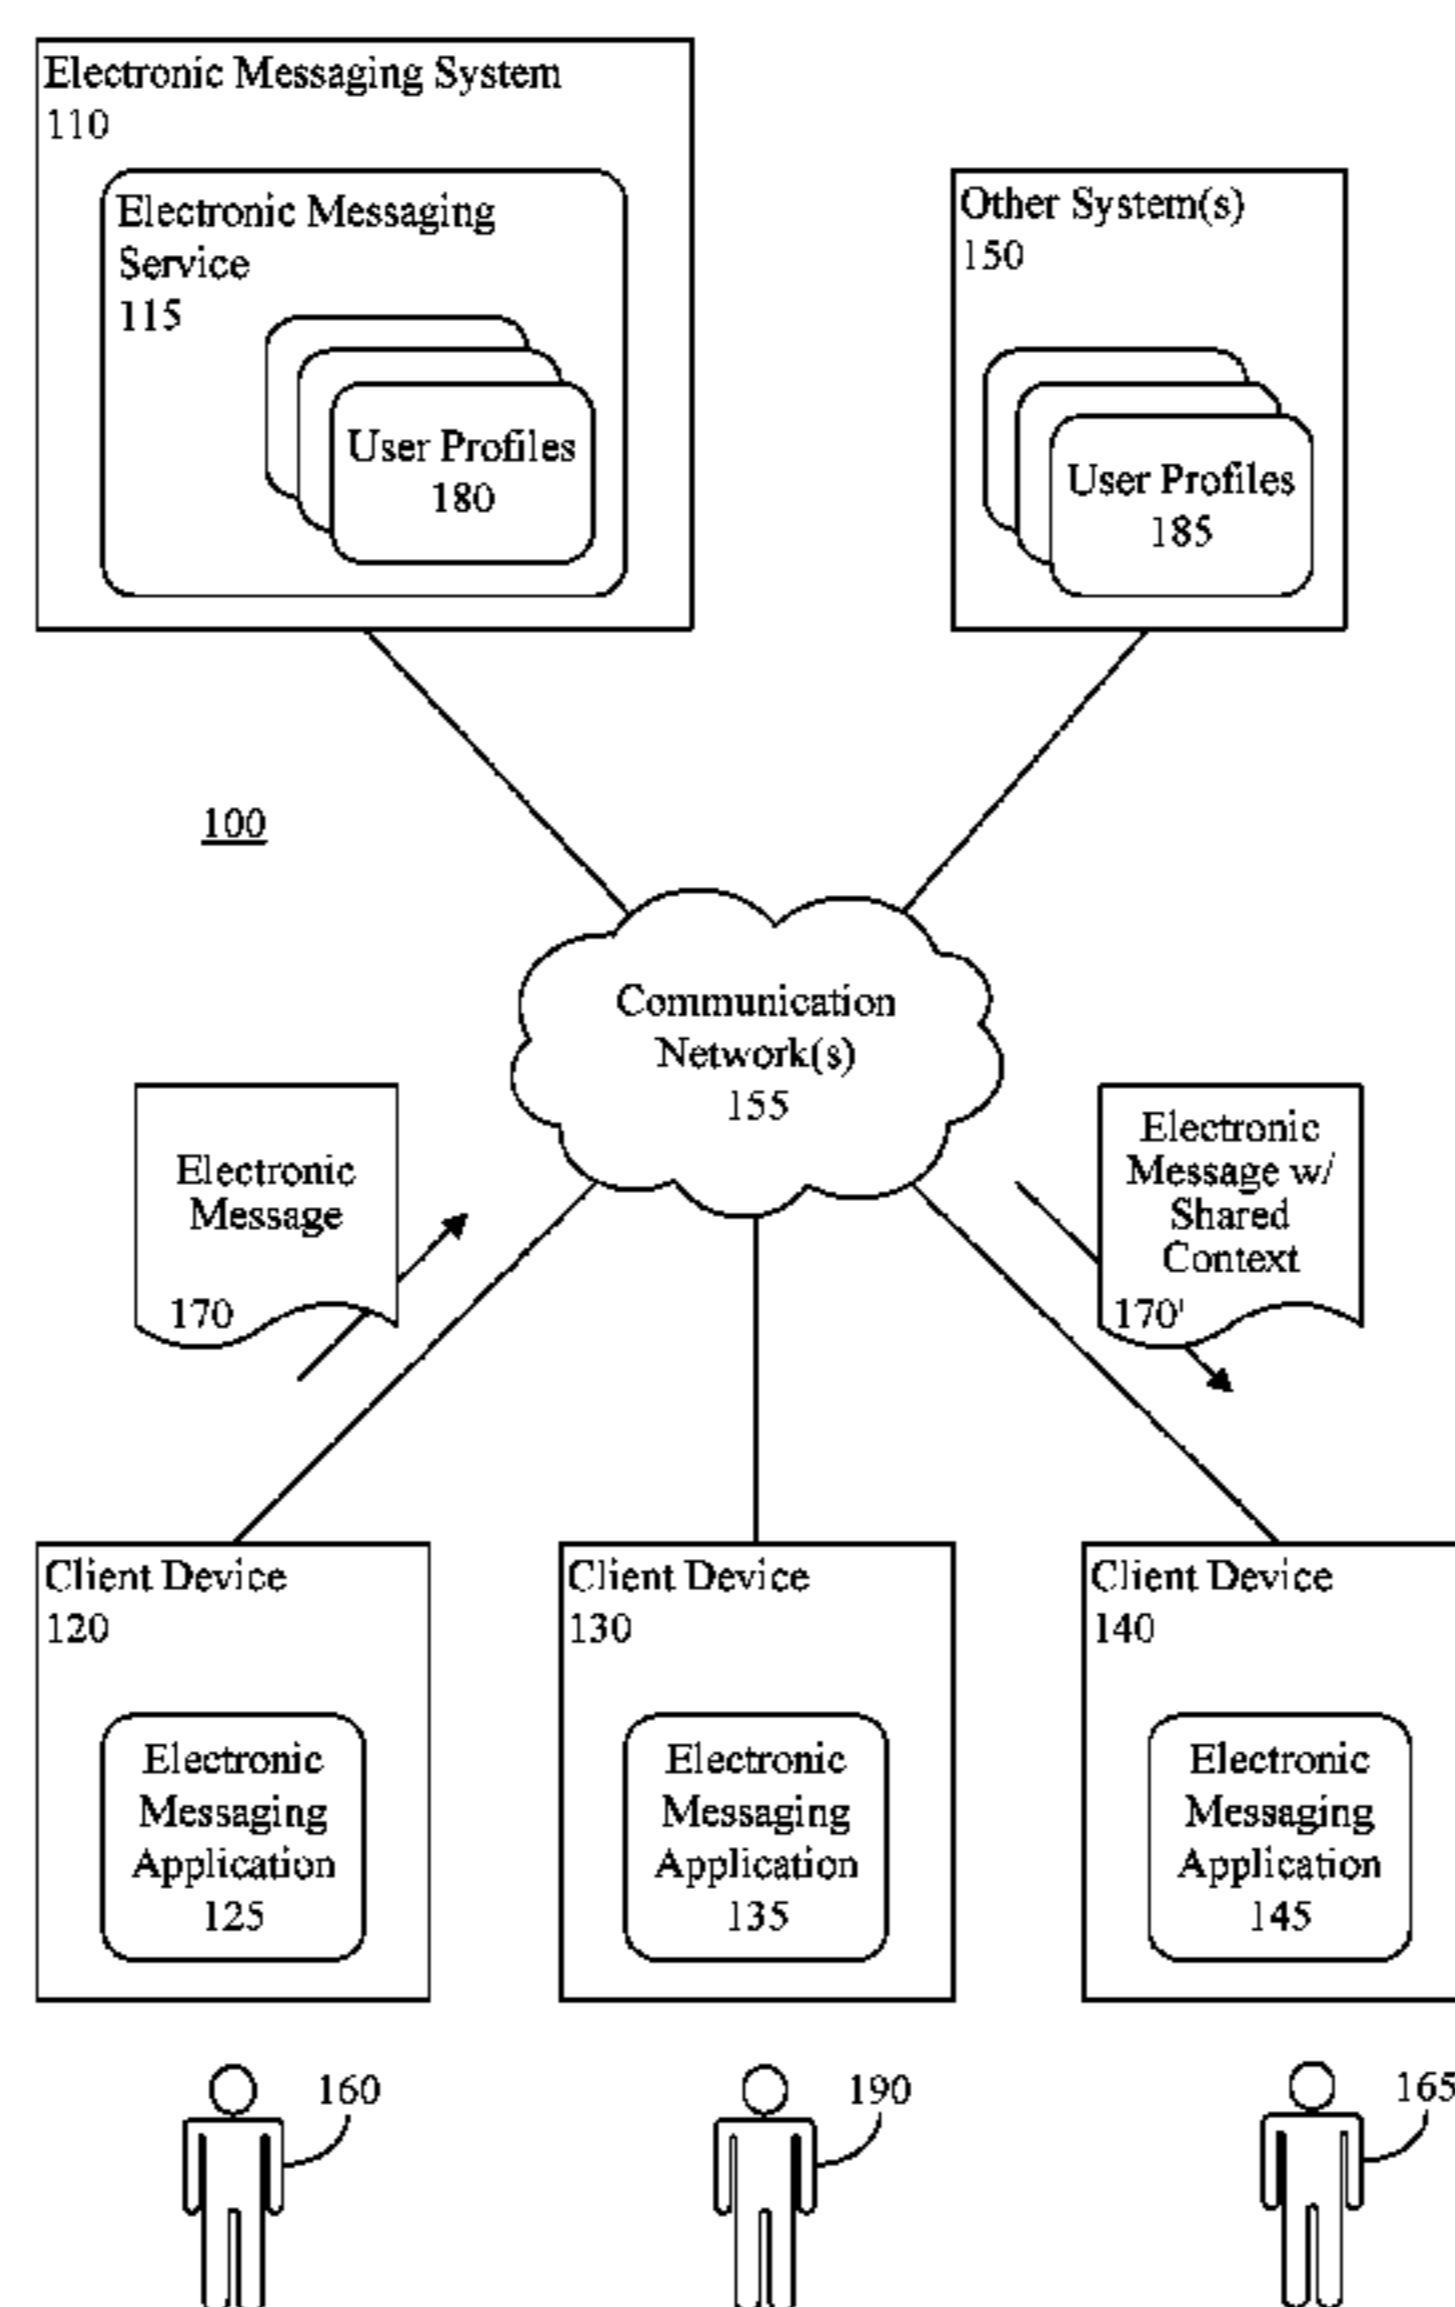 Electronic Messaging System
110
Electronic Messaging
Service
115
User Profiles
180
Other System(s)
150
User Profiles
185
100
Communication
Network(s)
155
Electronic
Message
170
Electronic
Message w/
Shared
Context
170'
Client Device
120
Electronic
Messaging
Application
125
Client Device
130
Electronic
Messaging
Application
135
Client Device
140
Electronic
Messaging
Application
145
160
190
165